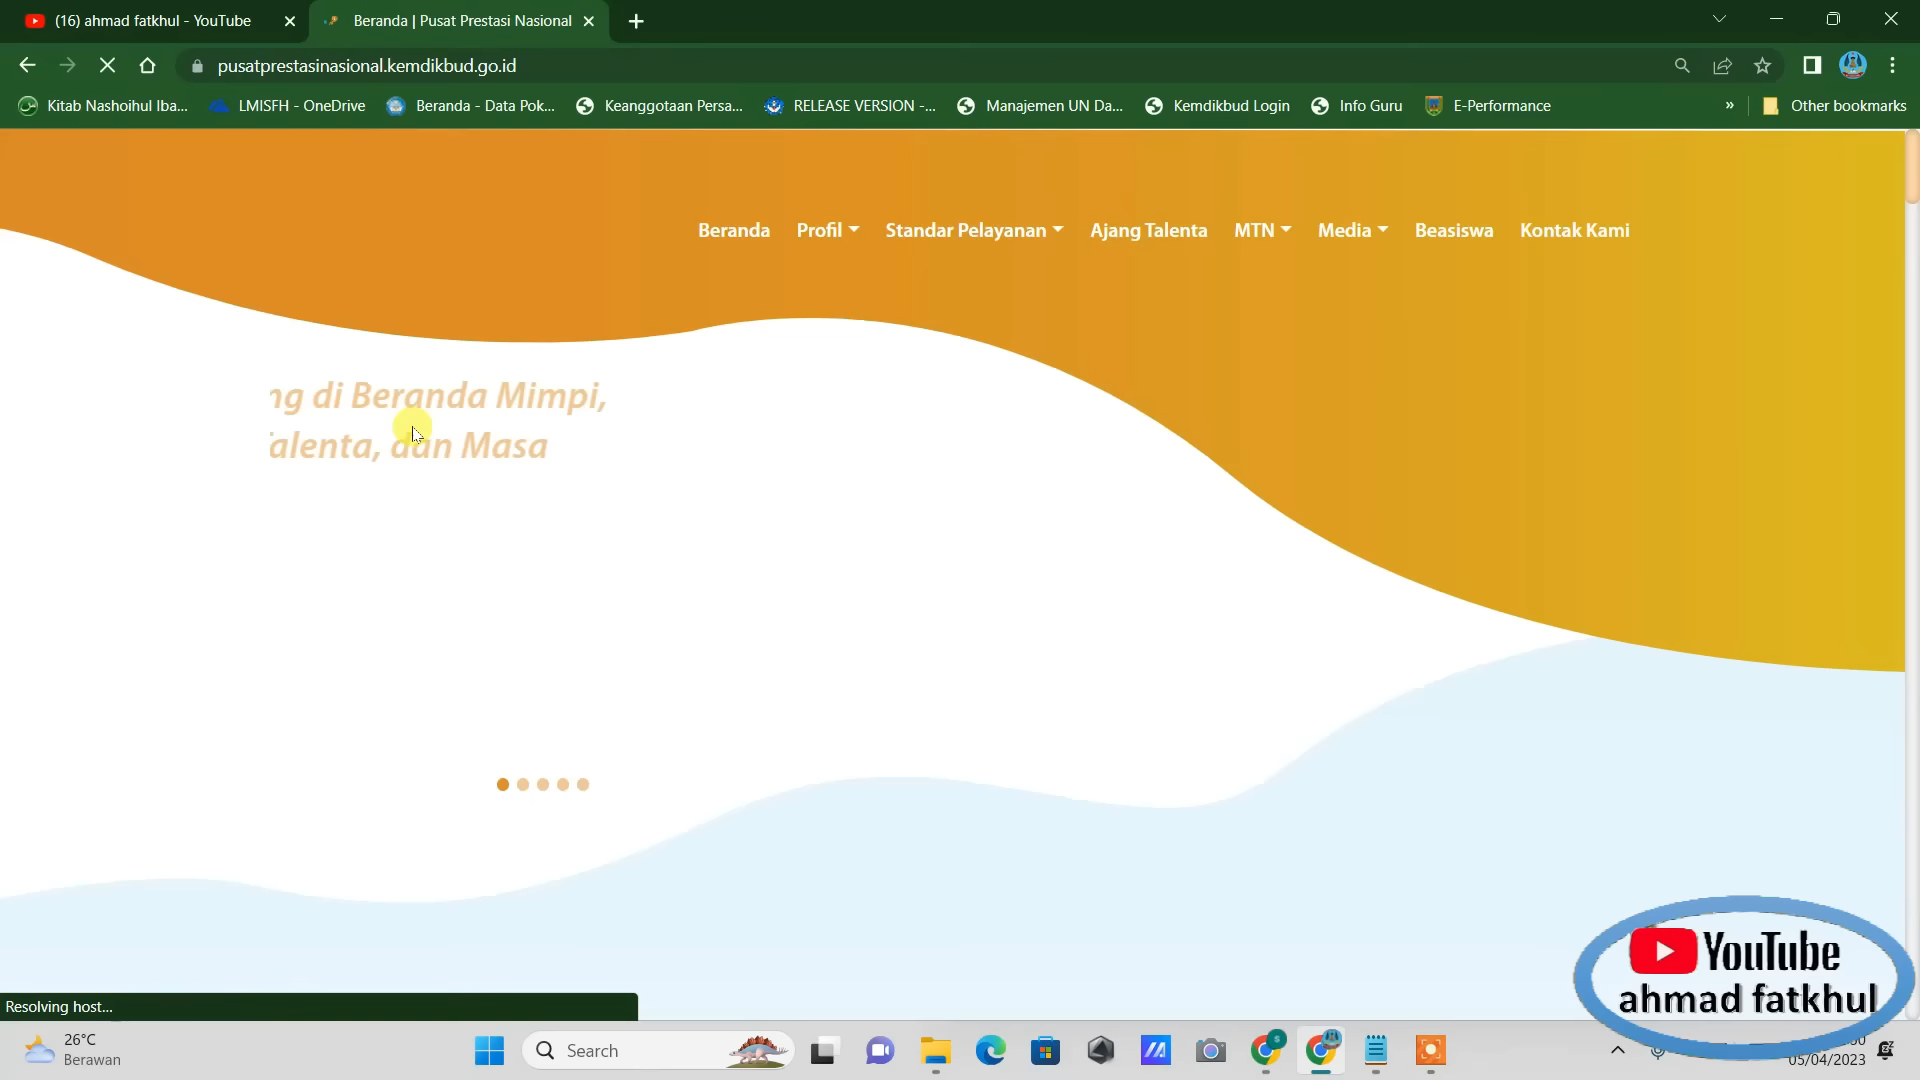 (16) ahmad fatkhul - YouTube
Beranda | Pusat Prestasi Nasional
pusatprestasinasional.kemdikbud.go.id
Kitab Nashoihul Iba...
LMISFH - OneDrive
Beranda - Data Pok...
Keanggotaan Persa...
RELEASE VERSION -...
Manajemen UN Da...
Kemdikbud Login
Info Guru
E-Performance
»
Other bookmarks
Beranda
Profil
Standar Pelayanan
Ajang Talenta
MTN
Media
Beasiswa
Kontak Kami
ng di Beranda Mimpi,
alenta, dan Masa
YouTube
ahmad fatkhul
Resolving host...
26°C
Berawan
Search
05/04/2023